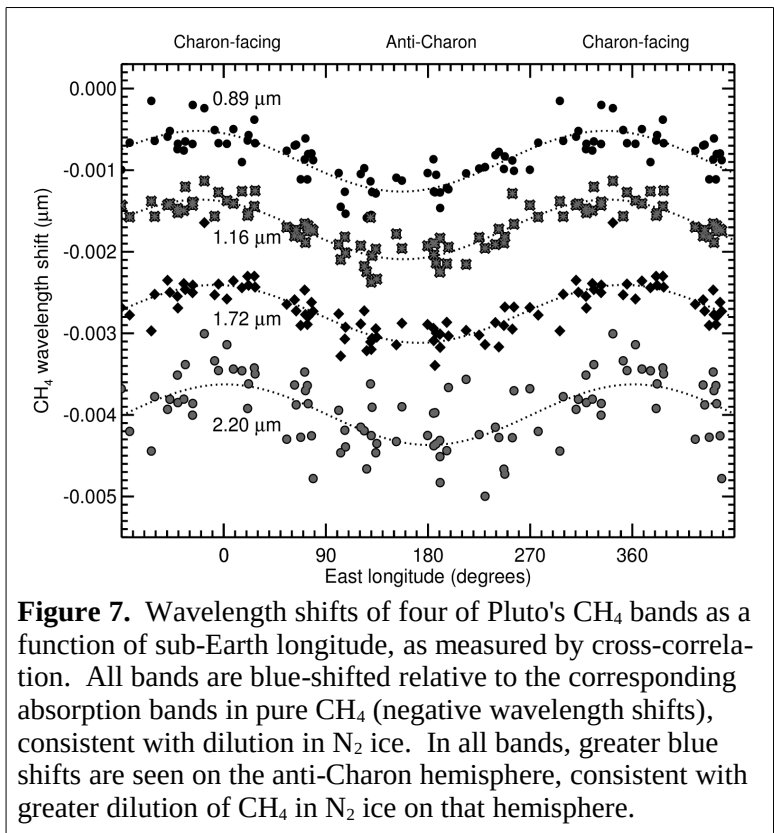 Charon-facing Anti-Charon Charon-facing
0.000
0.89 μm
-0.001
1.16 μm
-0.002
1.72 μm
-0.003
2.20 μm
-0.004
-0.005
CH₄ wavelength shift (μm)
0 90 180 270 360
East longitude (degrees)
Figure 7. Wavelength shifts of four of Pluto's CH₄ bands as a
function of sub-Earth longitude, as measured by cross-correla-
tion. All bands are blue-shifted relative to the corresponding
absorption bands in pure CH₄ (negative wavelength shifts),
consistent with dilution in N₂ ice. In all bands, greater blue
shifts are seen on the anti-Charon hemisphere, consistent with
greater dilution of CH₄ in N₂ ice on that hemisphere.